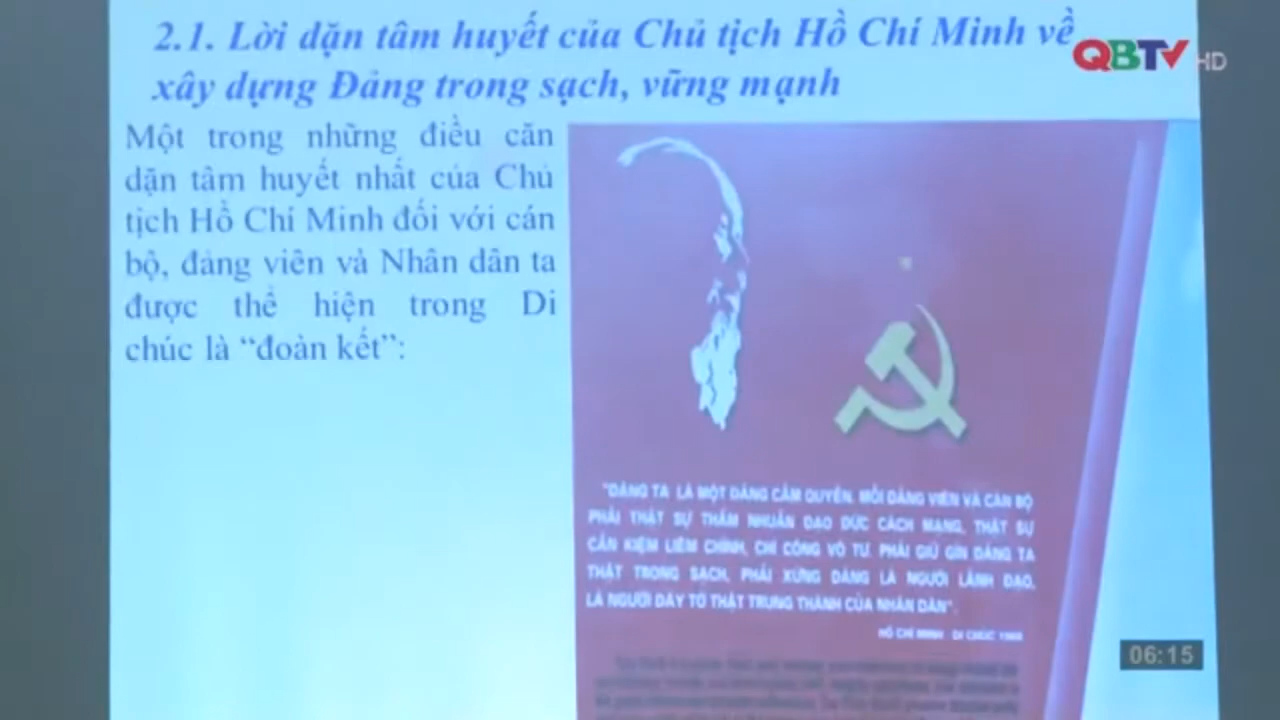 2.1. Lời dặn tâm huyết của Chủ tịch Hồ Chí Minh về
xây dựng Đảng trong sạch, vững mạnh
QBTV HD
Một trong những điều căn
dặn tâm huyết nhất của Chủ
tịch Hồ Chí Minh đối với cán
bộ, đảng viên và Nhân dân ta
được thể hiện trong Di
chúc là “đoàn kết”:
"ĐẢNG TA LÀ MỘT ĐẢNG CẦM QUYỀN. MỖI ĐẢNG VIÊN VÀ CÁN BỘ
PHẢI THẬT SỰ THẤM NHUẦN ĐẠO ĐỨC CÁCH MẠNG, THẬT SỰ
CẦN KIỆM LIÊM CHÍNH, CHÍ CÔNG VÔ TƯ. PHẢI GIỮ GÌN ĐẢNG TA
THẬT TRONG SẠCH, PHẢI XỨNG ĐÁNG LÀ NGƯỜI LÃNH ĐẠO,
LÀ NGƯỜI ĐẦY TỚ THẬT TRUNG THÀNH CỦA NHÂN DÂN".
HỒ CHÍ MINH DI CHÚC
06:15